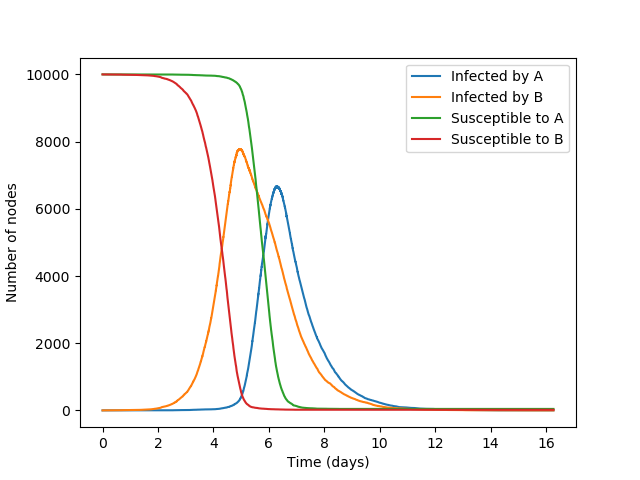 10000
8000
6000
4000
2000
0
Number of nodes
Infected by A
Infected by B
Susceptible to A
Susceptible to B
0 2 4 6 8 10 12 14 16
Time (days)